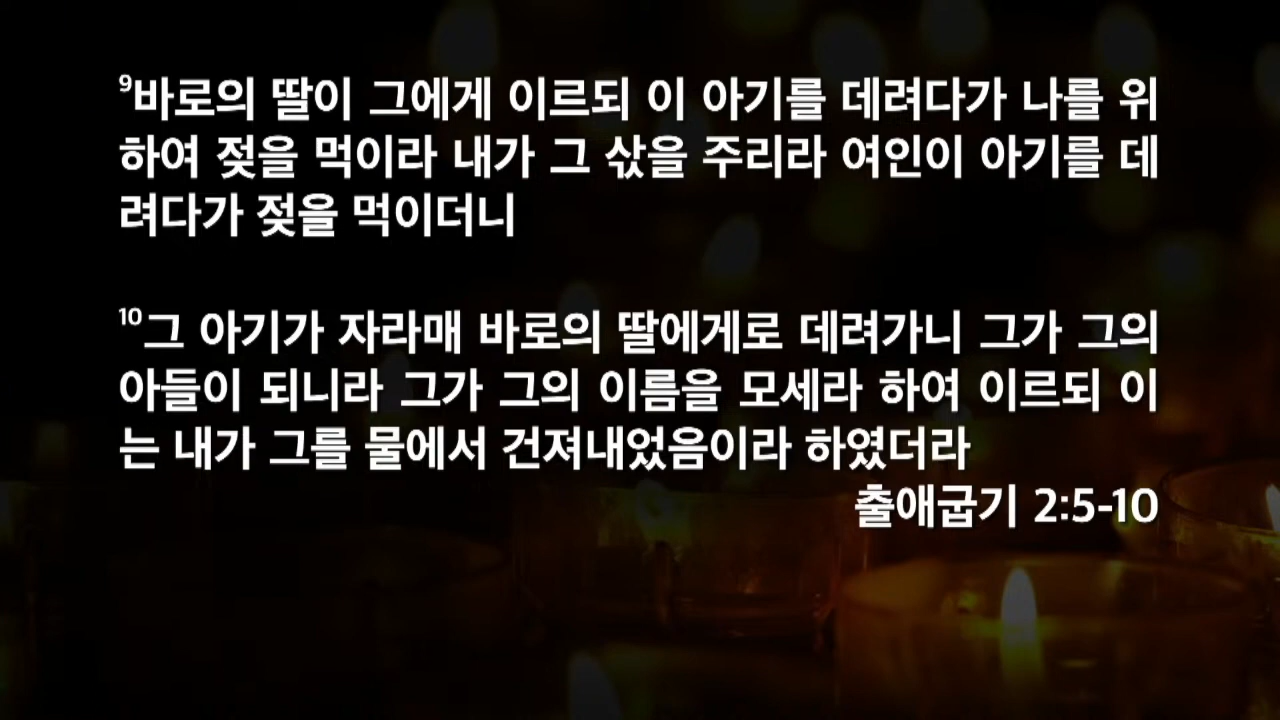 ⁹바로의 딸이 그에게 이르되 이 아기를 데려다가 나를 위
하여 젖을 먹이라 내가 그 삯을 주리라 여인이 아기를 데
려다가 젖을 먹이더니
¹⁰그 아기가 자라매 바로의 딸에게로 데려가니 그가 그의
아들이 되니라 그가 그의 이름을 모세라 하여 이르되 이
는 내가 그를 물에서 건져내었음이라 하였더라
출애굽기 2:5-10